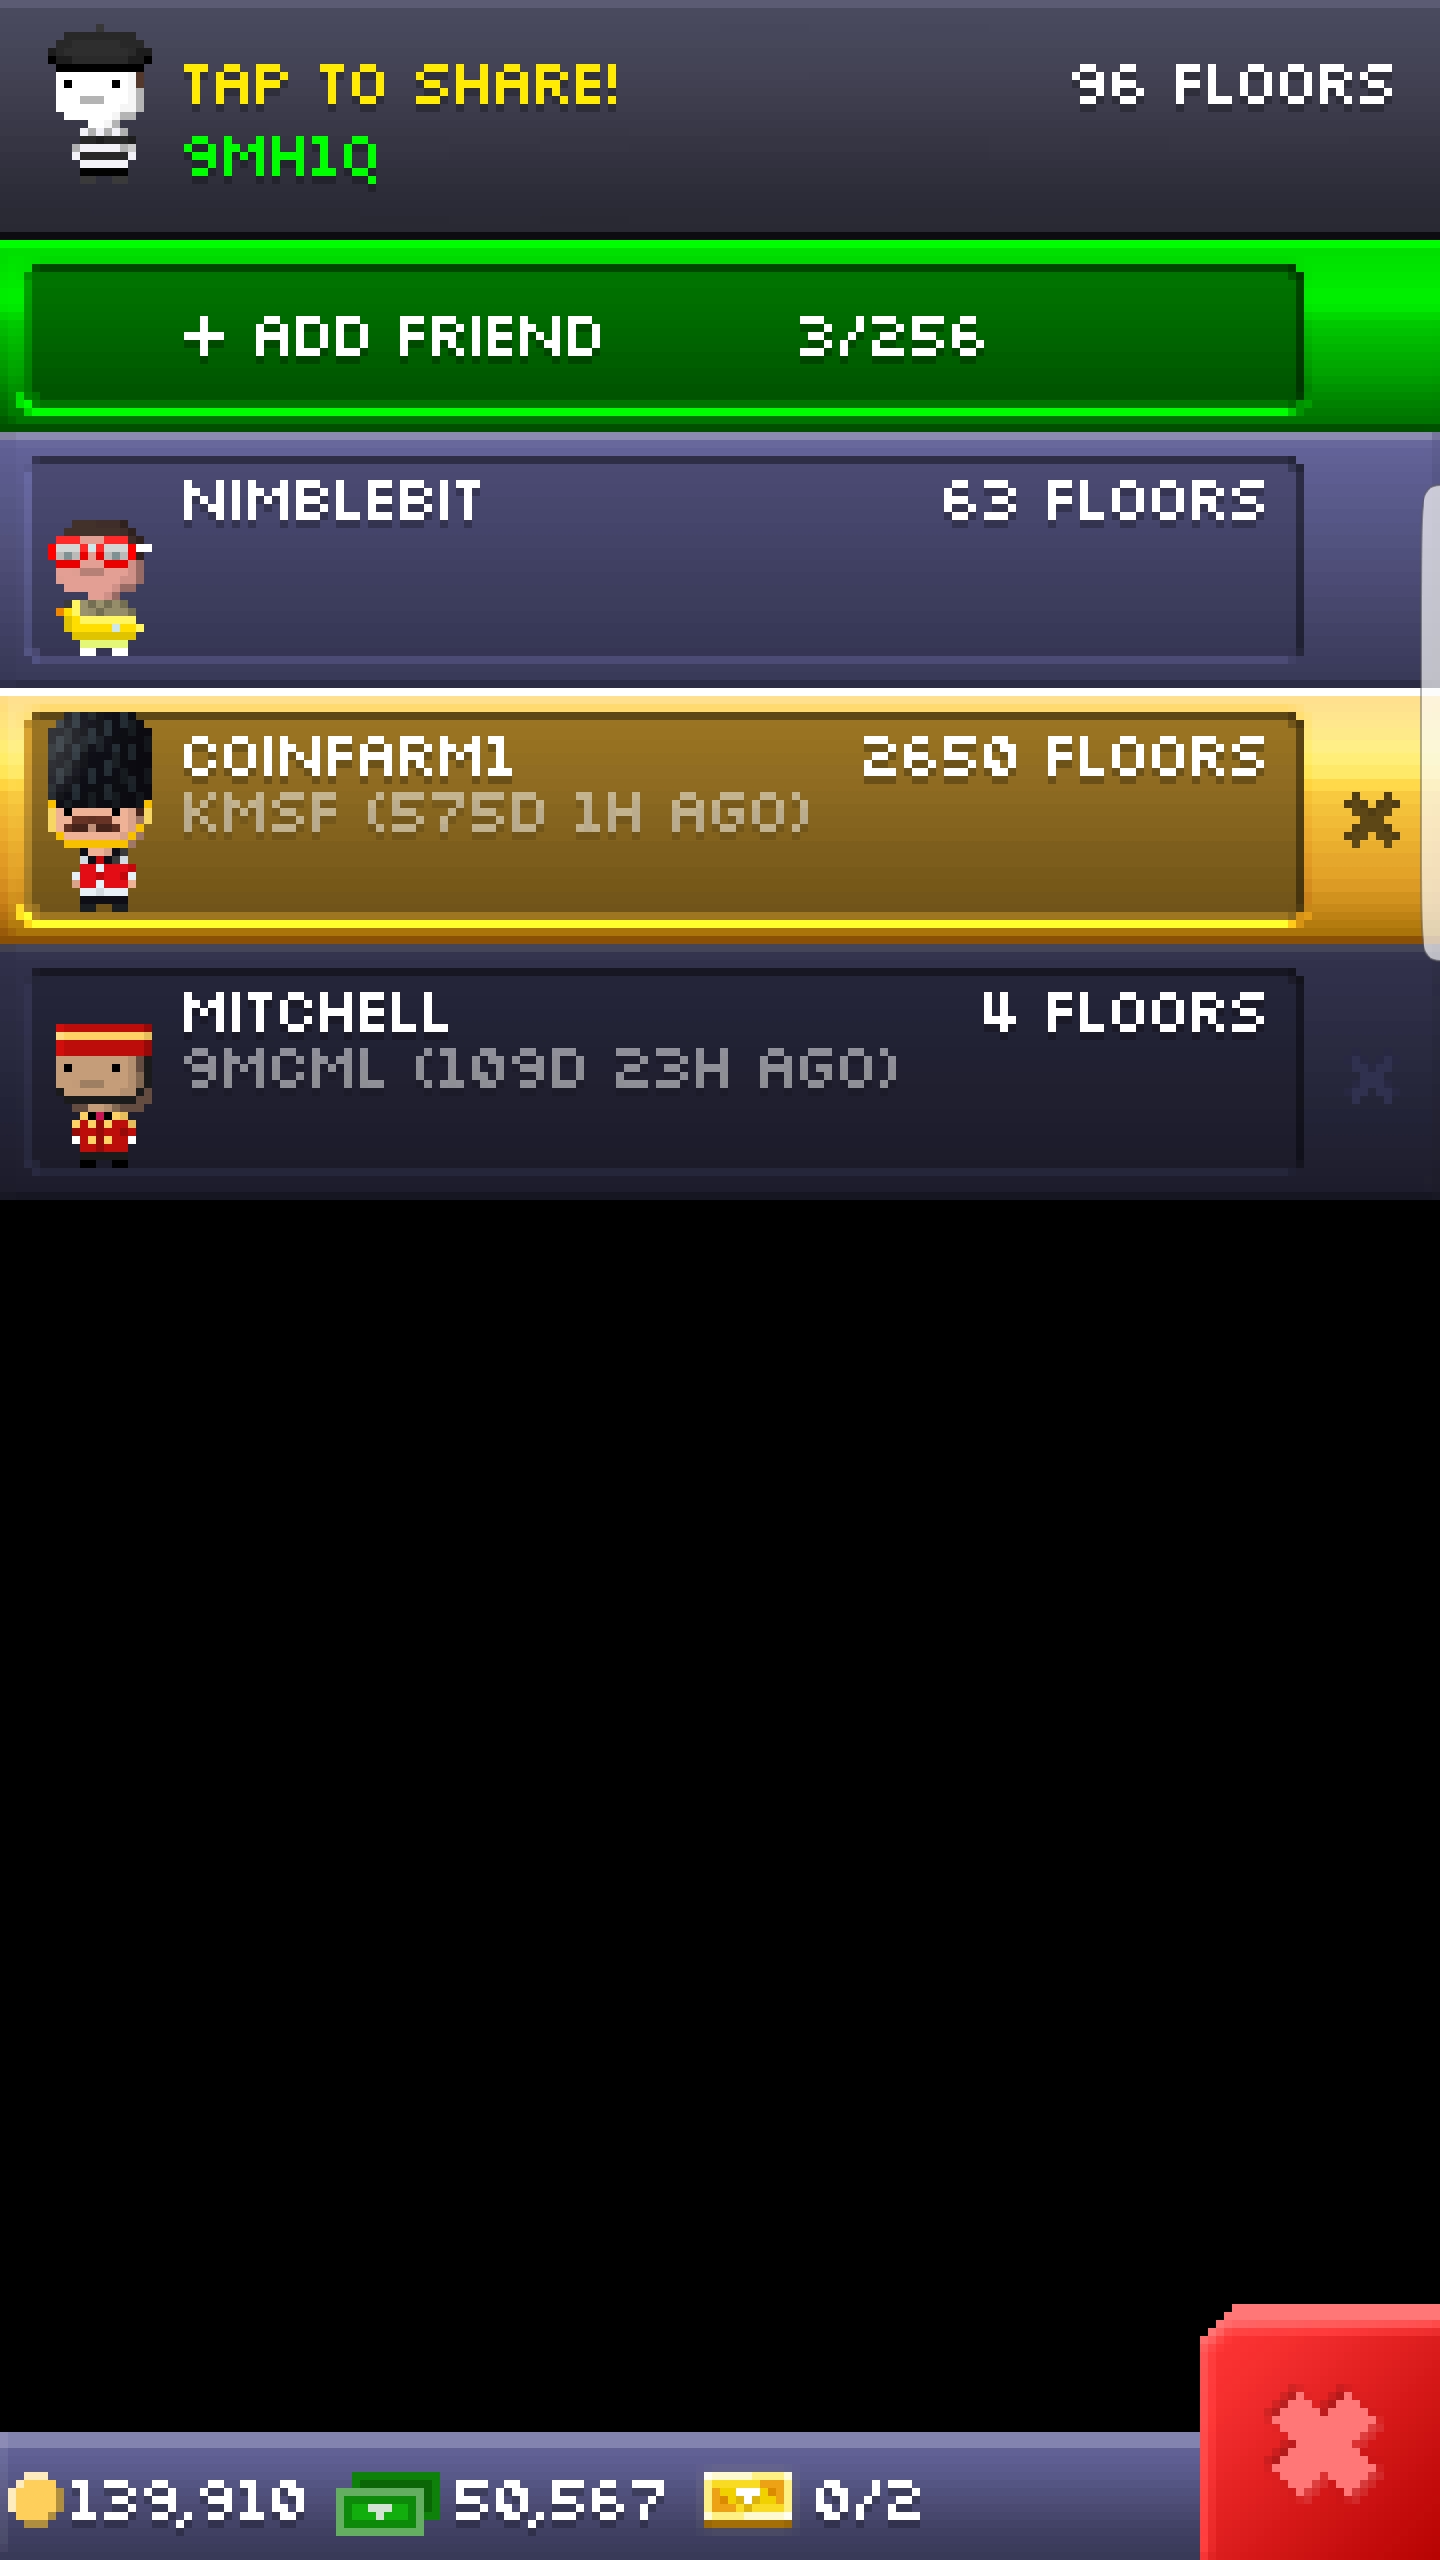 TAP TO SHARE! 96 FLOORS
9MH1Q
+ ADD FRIEND 3/256
NIMBLEBIT 63 FLOORS
COINFARM1 2650 FLOORS
KMSF (575D 1H AGO)
MITCHELL 4 FLOORS
9MCML (109D 23H AGO)
139,910 50,567 0/2